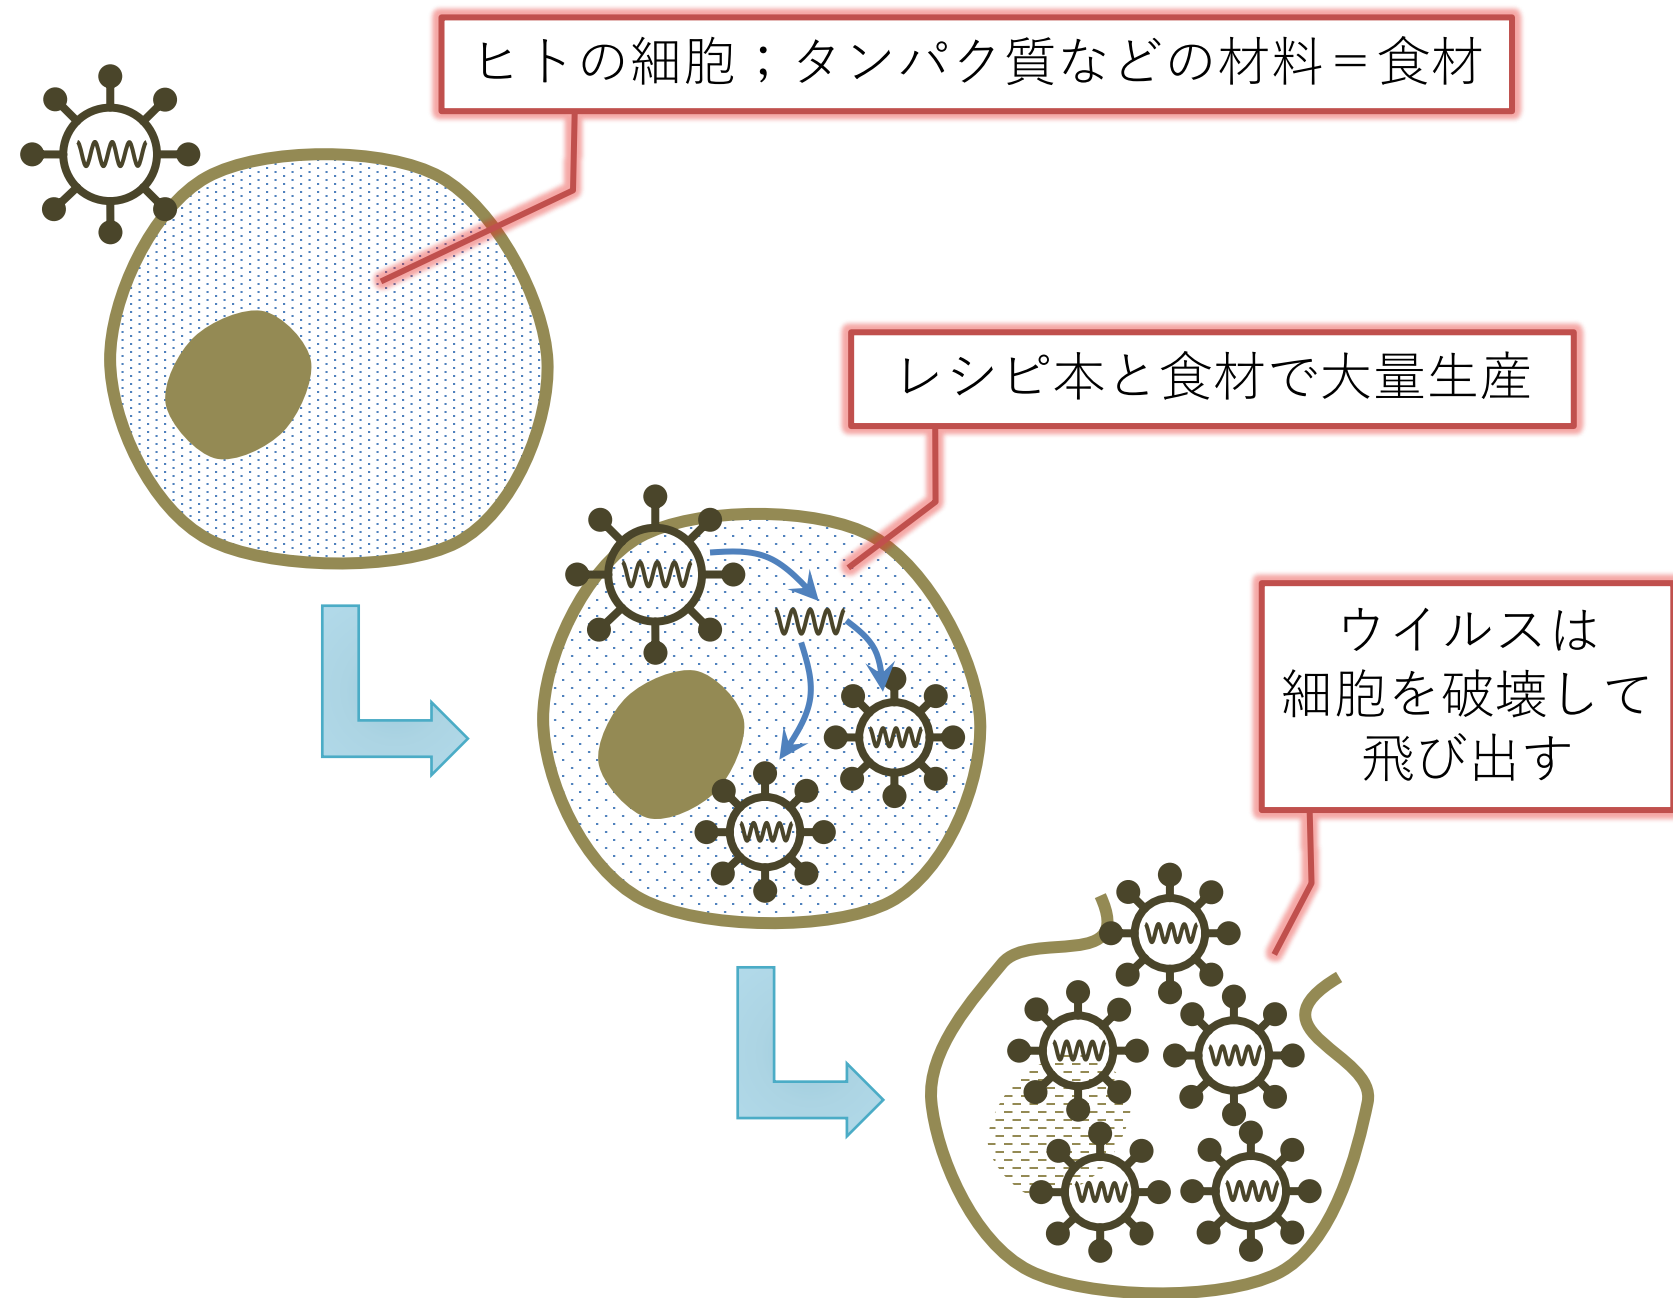 ヒトの細胞；タンパク質などの材料＝食材
レシピ本と食材で大量生産
ウイルスは
細胞を破壊して
飛び出す